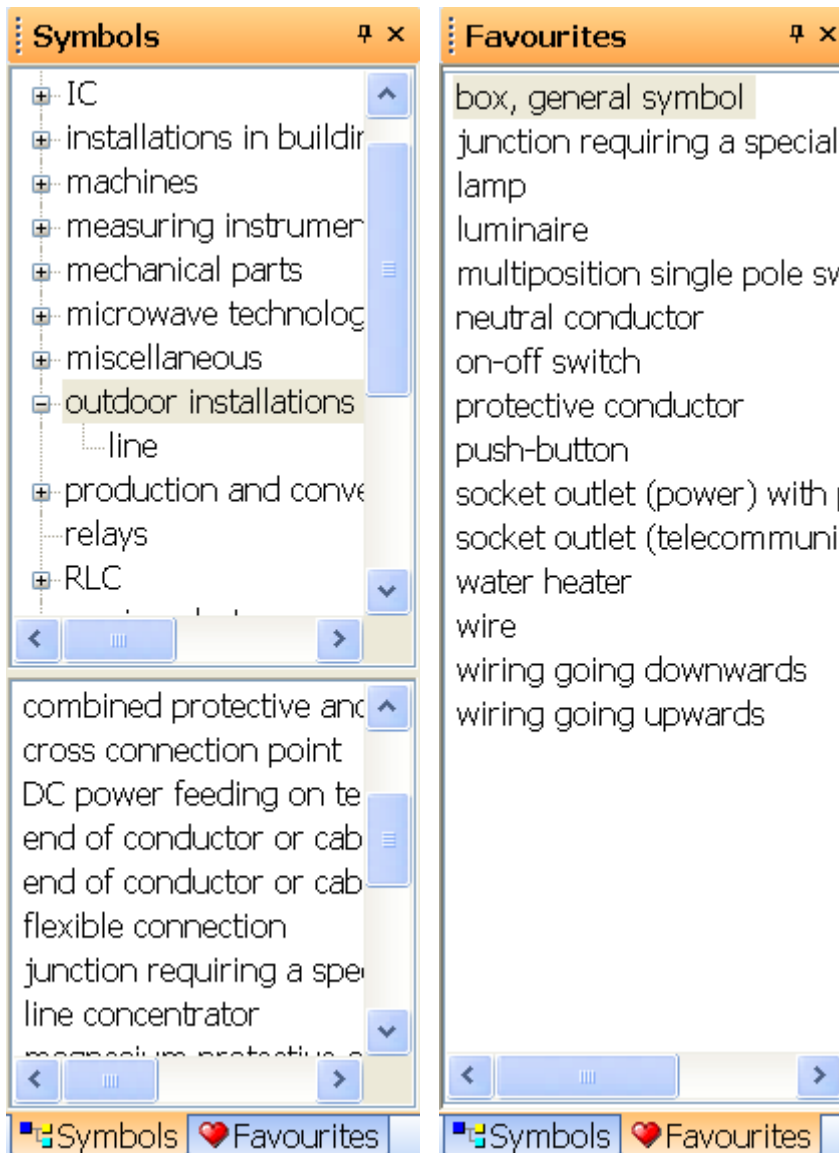 Symbols
IC
installations in buildin
machines
measuring instrumen
mechanical parts
microwave technolog
miscellaneous
outdoor installations
line
production and conve
relays
RLC
combined protective and
cross connection point
DC power feeding on te
end of conductor or cab
end of conductor or cab
flexible connection
junction requiring a spe
line concentrator
Symbols Favourites
Favourites
box, general symbol
junction requiring a special
lamp
luminaire
multiposition single pole sw
neutral conductor
on-off switch
protective conductor
push-button
socket outlet (power) with p
socket outlet (telecommuni
water heater
wire
wiring going downwards
wiring going upwards
Symbols Favourites